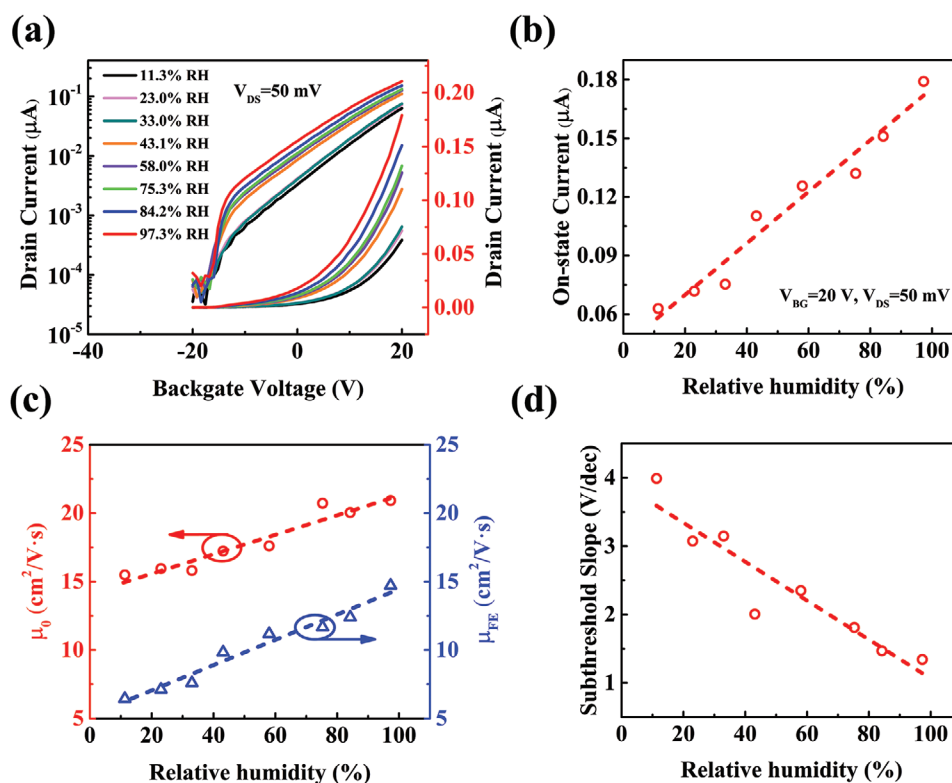 (a)
11.3% RH
23.0% RH
33.0% RH
43.1% RH
58.0% RH
75.3% RH
84.2% RH
97.3% RH
V_DS=50 mV
Drain Current (μA)
10⁻¹
10⁻²
10⁻³
10⁻⁴
10⁻⁵
Drain Current (μA)
0.20
0.15
0.10
0.05
0.00
-40 -20 0 20
Backgate Voltage (V)
(b)
On-state Current (μA)
0.18
0.15
0.12
0.09
0.06
V_BG=20 V, V_DS=50 mV
0 20 40 60 80 100
Relative humidity (%)
(c)
μ₀ (cm²/V·s)
25
20
15
10
5
μ_FE (cm²/V·s)
25
20
15
10
5
0 20 40 60 80 100
Relative humidity (%)
(d)
Subthreshold Slope (V/dec)
4
3
2
1
0 20 40 60 80 100
Relative humidity (%)